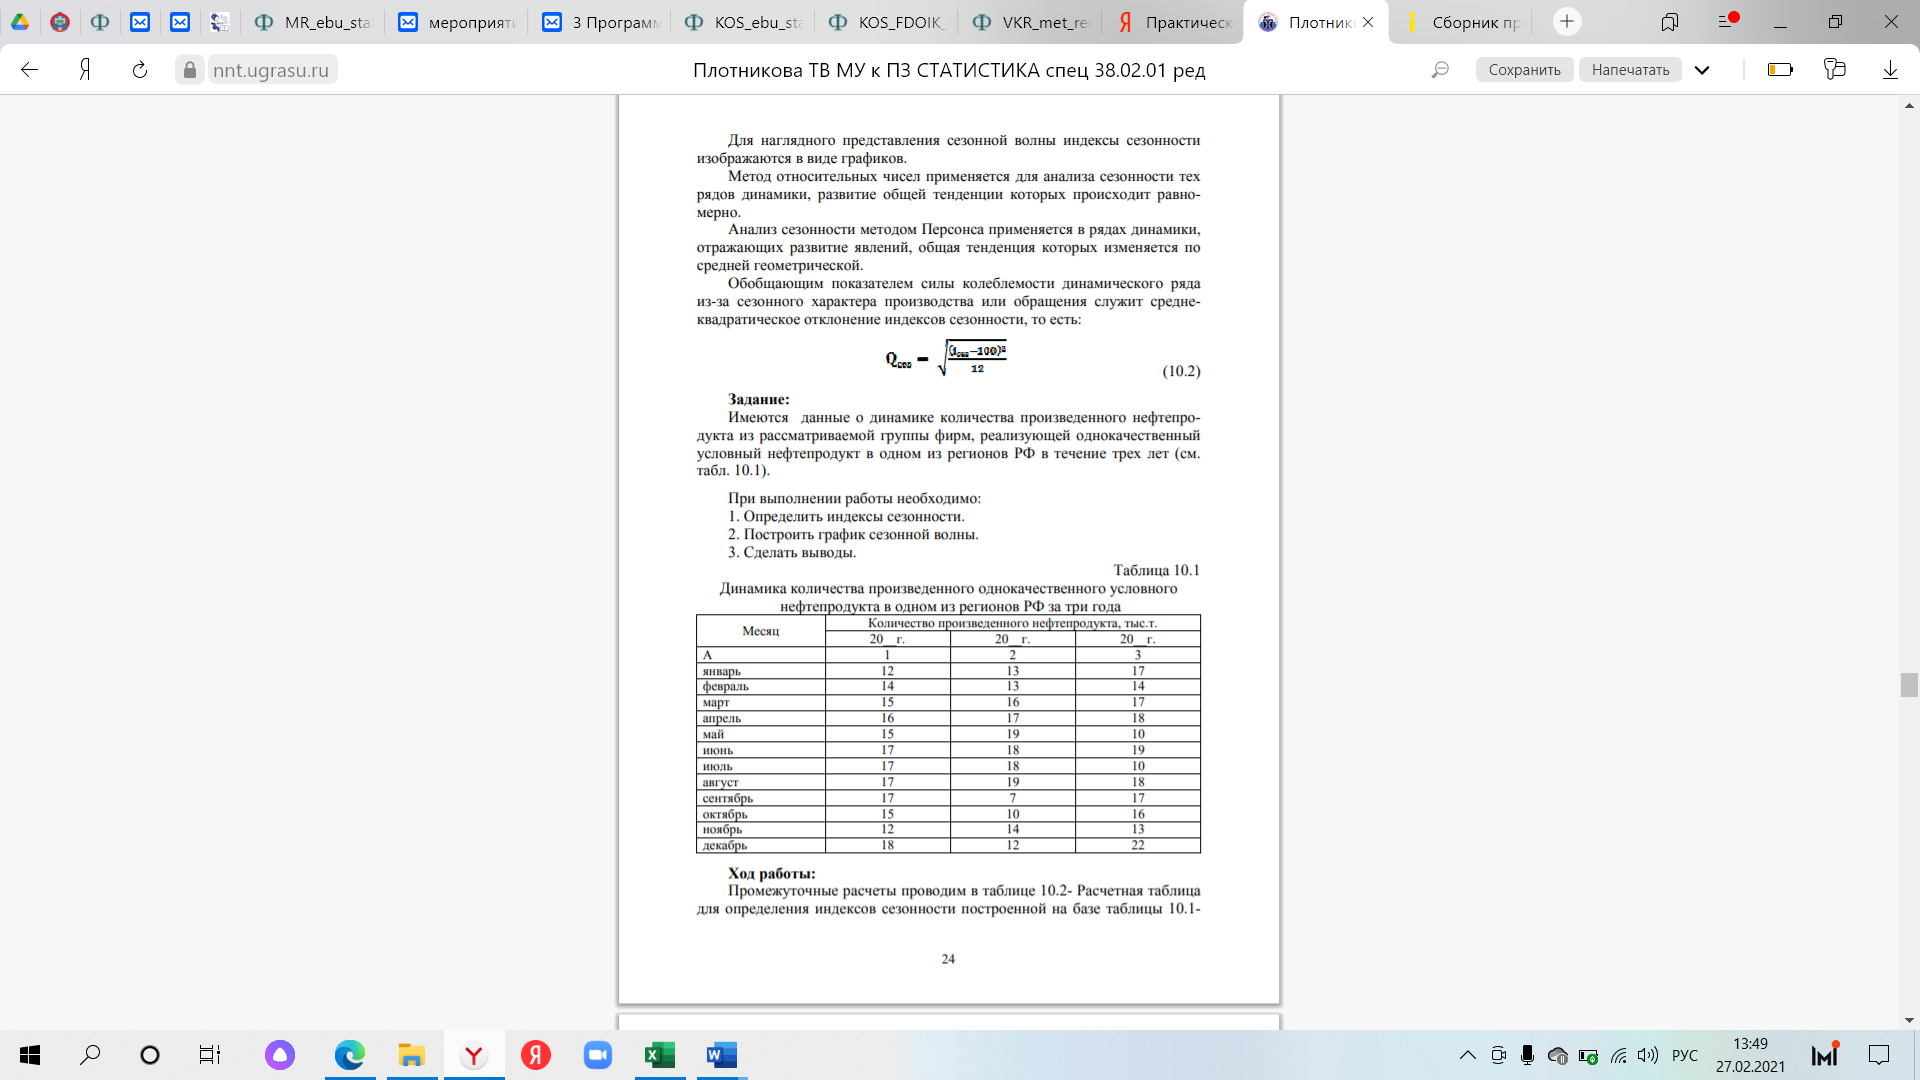 MR_ebu_sta
мероприяти
3 Программ
KOS_ebu_sta
KOS_FDOIK_
VKR_met_re
Практическ
Плотник
Сборник пр
nnt.ugrasu.ru
Плотникова ТВ МУ к ПЗ СТАТИСТИКА спец 38.02.01 ред
Сохранить
Напечатать
Для наглядного представления сезонной волны индексы сезонности
изображаются в виде графиков.
Метод относительных чисел применяется для анализа сезонности тех
рядов динамики, развитие общей тенденции которых происходит равно-
мерно.
Анализ сезонности методом Персонса применяется в рядах динамики,
отражающих развитие явлений, общая тенденция которых изменяется по
средней геометрической.
Обобщающим показателем силы колеблемости динамического ряда
из-за сезонного характера производства или обращения служит средне-
квадратическое отклонение индексов сезонности, то есть:
(10.2)
Задание:
Имеются данные о динамике количества произведенного нефтепро-
дукта из рассматриваемой группы фирм, реализующей однокачественный
условный нефтепродукт в одном из регионов РФ в течение трех лет (см.
табл. 10.1).
При выполнении работы необходимо:
1. Определить индексы сезонности.
2. Построить график сезонной волны.
3. Сделать выводы.
Таблица 10.1
Динамика количества произведенного однокачественного условного
нефтепродукта в одном из регионов РФ за три года
Месяц Количество произведенного нефтепродукта, тыс.т.
20__г. 20__г. 20__г.
А 1 2 3
январь 12 13 17
февраль 14 13 14
март 15 16 17
апрель 16 17 18
май 15 19 10
июнь 17 18 19
июль 17 18 10
август 17 19 18
сентябрь 17 7 17
октябрь 15 10 16
ноябрь 12 14 13
декабрь 18 12 22
Ход работы:
Промежуточные расчеты проводим в таблице 10.2- Расчетная таблица
для определения индексов сезонности построенной на базе таблицы 10.1-
24
РУС
13:49
27.02.2021